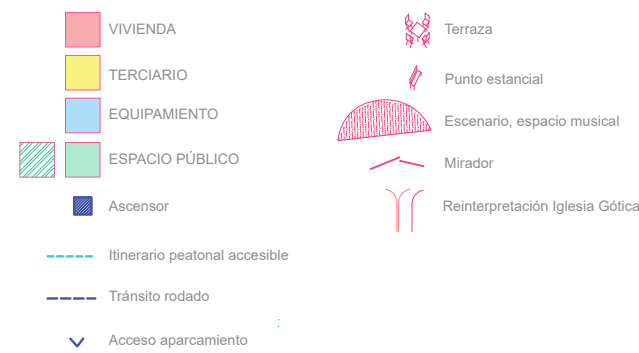 VIVIENDA
TERCIARIO
EQUIPAMIENTO
ESPACIO PÚBLICO
Ascensor
Itinerario peatonal accesible
Tránsito rodado
Acceso aparcamiento
Terraza
Punto estancial
Escenario, espacio musical
Mirador
Reinterpretación Iglesia Gótica